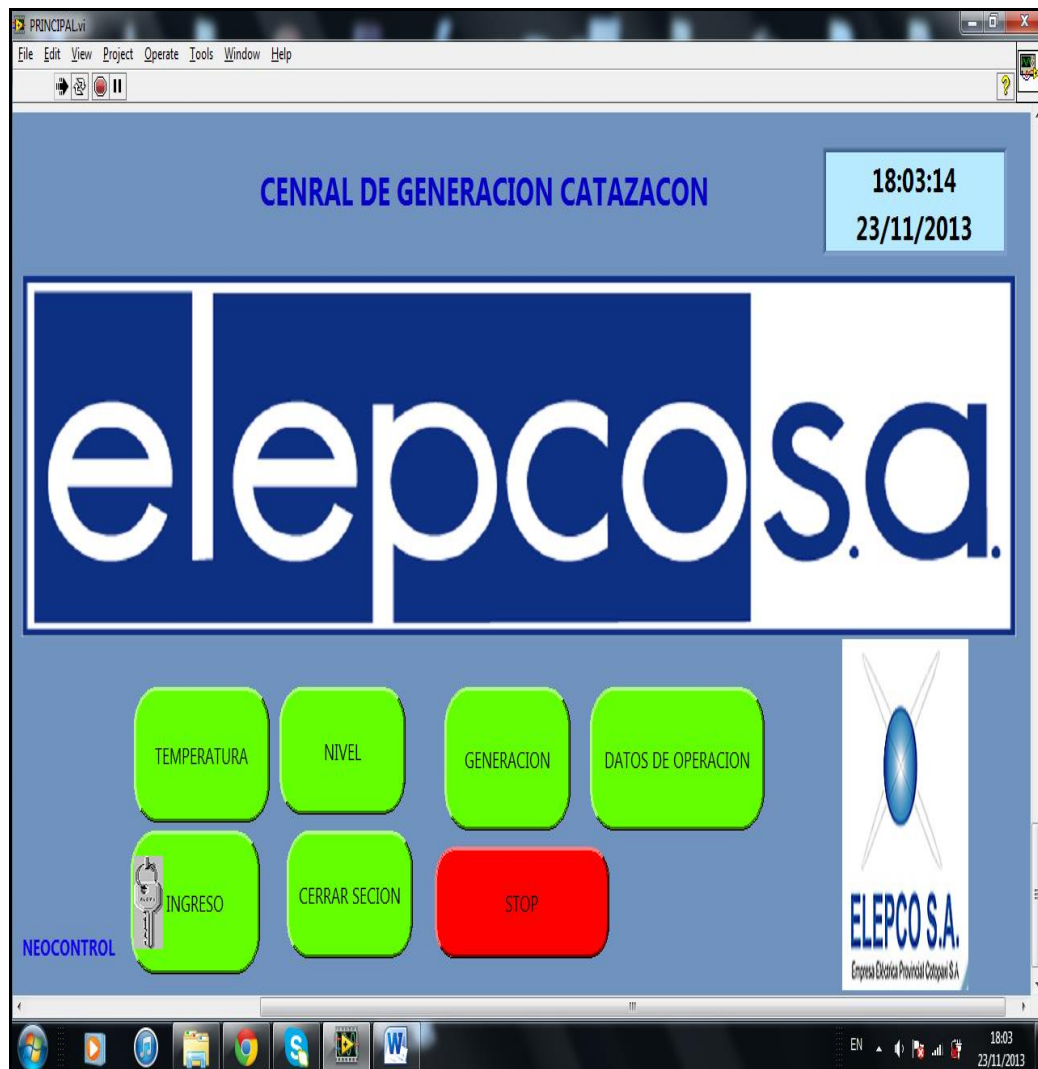 PRINCIPAL.vi
File Edit View Project Operate Tools Window Help
CENRAL DE GENERACION CATAZACON
18:03:14
23/11/2013
elepcos.a.
TEMPERATURA
NIVEL
GENERACION
DATOS DE OPERACION
INGRESO
CERRAR SECION
STOP
NEOCONTROL
ELEPCO S.A.
Empresa Eléctrica Provincial Cotopaxi S.A
EN
18:03
23/11/2013